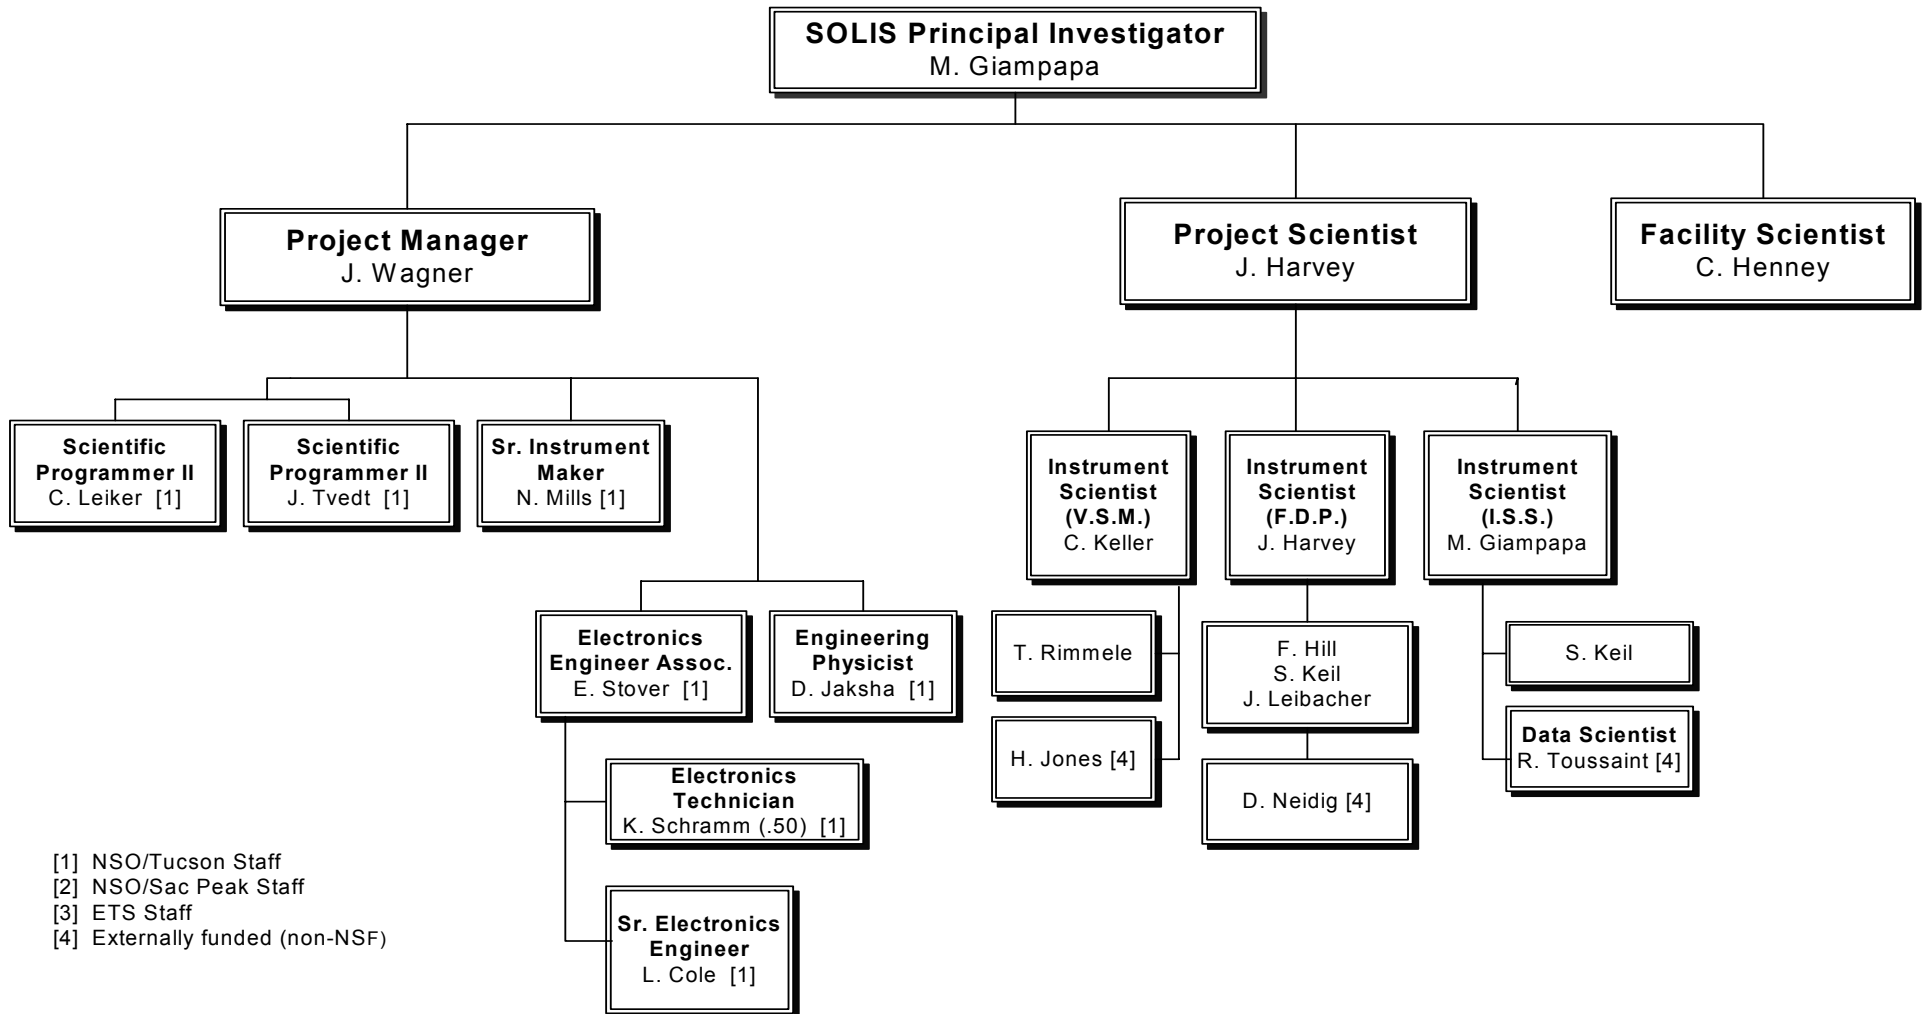 SOLIS Principal Investigator
M. Giampapa
Project Manager
J. Wagner
Project Scientist
J. Harvey
Facility Scientist
C. Henney
Scientific
Programmer II
C. Leiker [1]
Scientific
Programmer II
J. Tvedt [1]
Sr. Instrument
Maker
N. Mills [1]
Instrument
Scientist
(V.S.M.)
C. Keller
Instrument
Scientist
(F.D.P.)
J. Harvey
Instrument
Scientist
(I.S.S.)
M. Giampapa
Electronics
Engineer Assoc.
E. Stover [1]
Engineering
Physicist
D. Jaksha [1]
T. Rimmele
F. Hill
S. Keil
J. Leibacher
S. Keil
H. Jones [4]
D. Neidig [4]
Data Scientist
R. Toussaint [4]
Electronics
Technician
K. Schramm (.50) [1]
Sr. Electronics
Engineer
L. Cole [1]
[1] NSO/Tucson Staff
[2] NSO/Sac Peak Staff
[3] ETS Staff
[4] Externally funded (non-NSF)